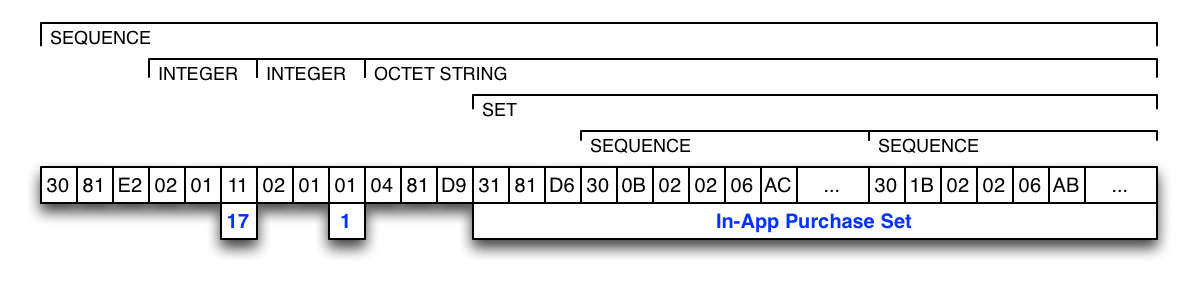 SEQUENCE
INTEGER INTEGER OCTET STRING
SET
SEQUENCE SEQUENCE
30 81 E2 02 01 11 02 01 01 04 81 D9 31 81 D6 30 0B 02 02 06 AC ... 30 1B 02 02 06 AB ...
17 1 In-App Purchase Set